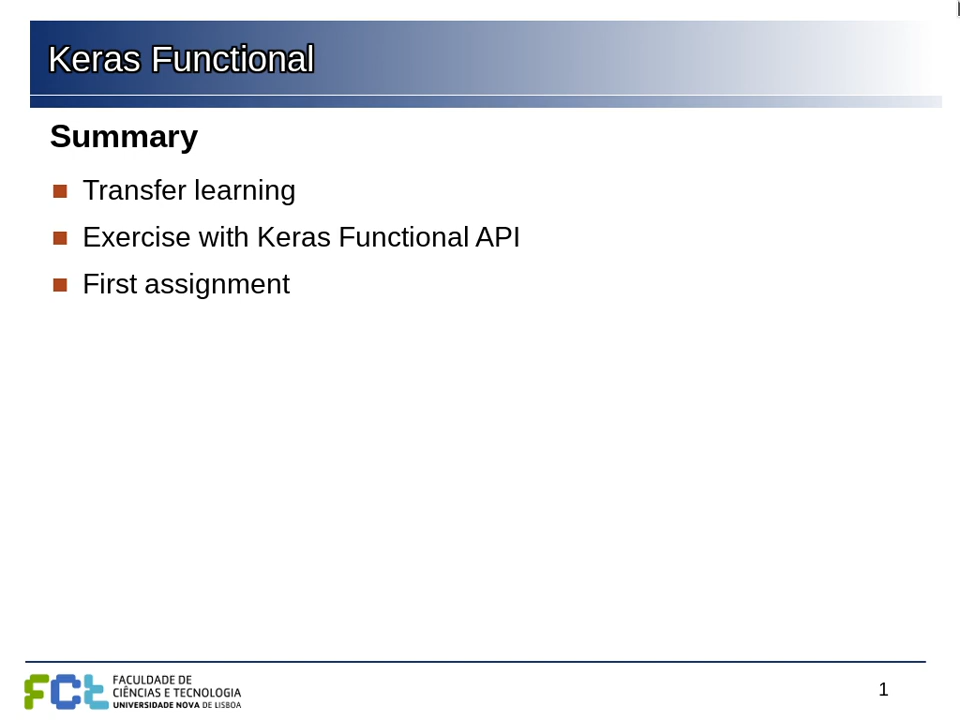 Keras Functional
Summary
Transfer learning
Exercise with Keras Functional API
First assignment
FCt
FACULDADE DE
CIÊNCIAS E TECNOLOGIA
UNIVERSIDADE NOVA DE LISBOA
1